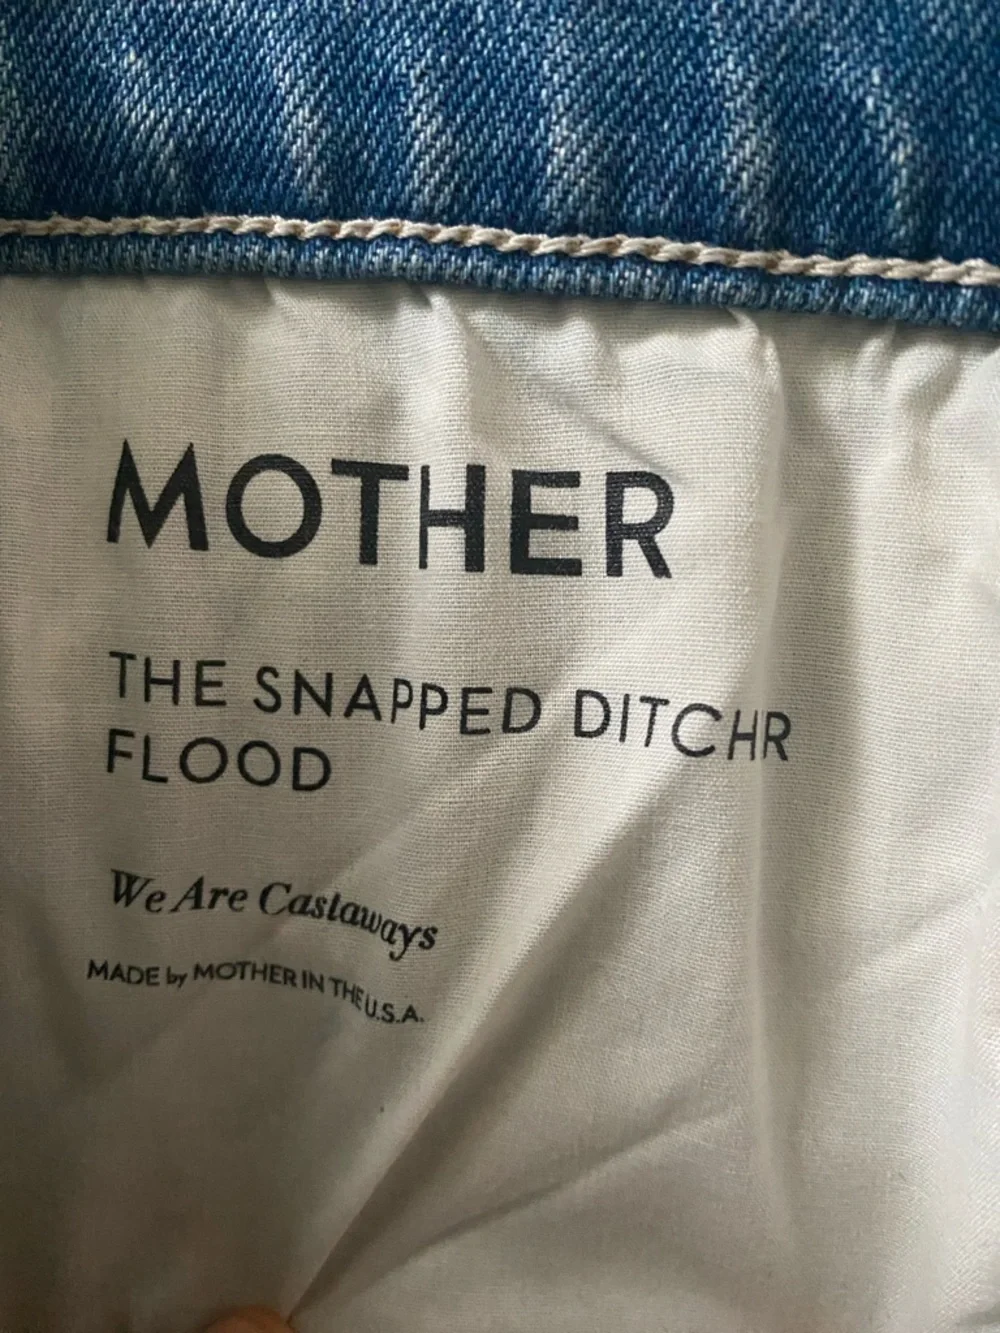 MOTHER
THE SNAPPED DITCHR
FLOOD
We Are Castaways
MADE by MOTHER IN THE U.S.A.